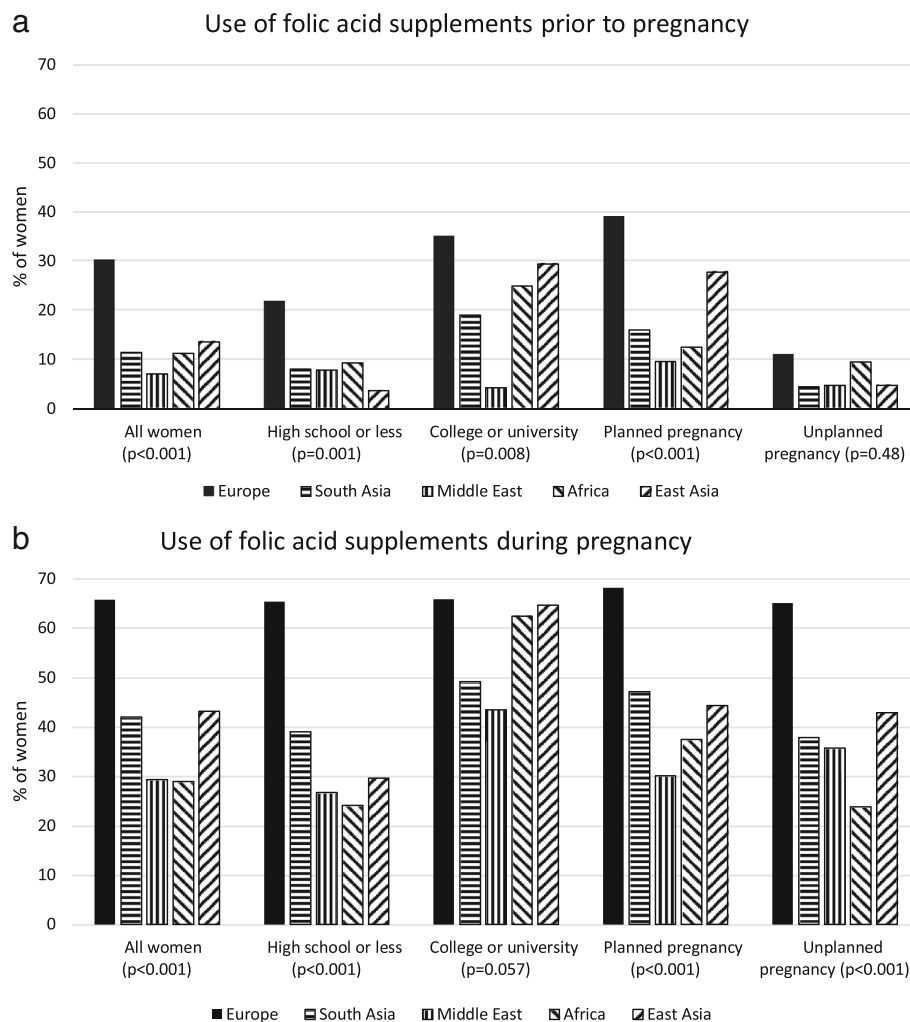 a
Use of folic acid supplements prior to pregnancy
% of women
70
60
50
40
30
20
10
0
All women
(p<0.001)
High school or less
(p=0.001)
College or university
(p=0.008)
Planned pregnancy
(p<0.001)
Unplanned
pregnancy (p=0.48)
Europe South Asia Middle East Africa East Asia
b
Use of folic acid supplements during pregnancy
% of women
70
60
50
40
30
20
10
0
All women
(p<0.001)
High school or less
(p<0.001)
College or university
(p=0.057)
Planned pregnancy
(p<0.001)
Unplanned
pregnancy (p<0.001)
Europe South Asia Middle East Africa East Asia